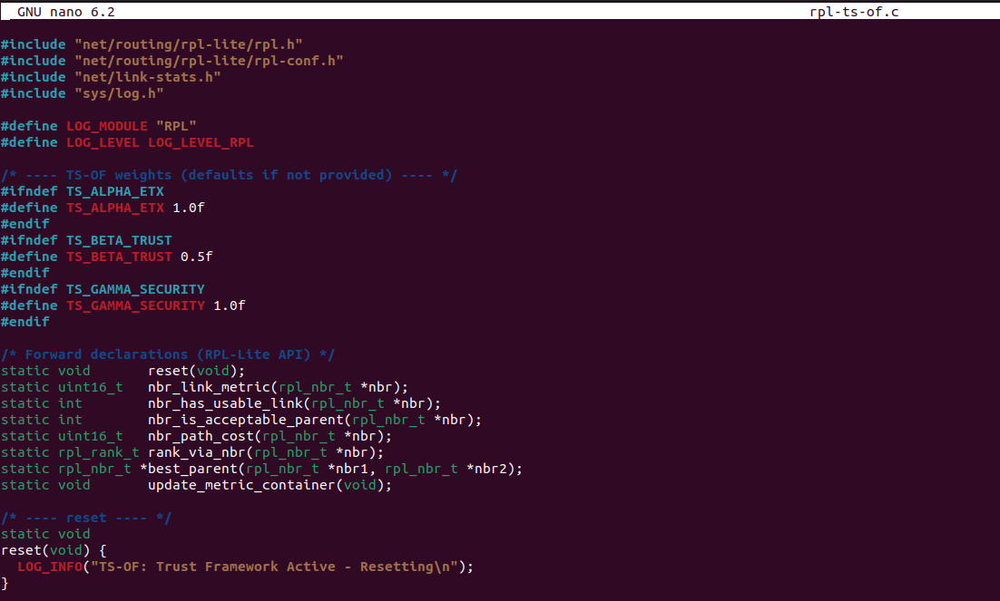 GNU nano 6.2 rpl-ts-of.c
#include "net/routing/rpl-lite/rpl.h"
#include "net/routing/rpl-lite/rpl-conf.h"
#include "net/link-stats.h"
#include "sys/log.h"
#define LOG_MODULE "RPL"
#define LOG_LEVEL LOG_LEVEL_RPL
/* ---- TS-OF weights (defaults if not provided) ---- */
#ifndef TS_ALPHA_ETX
#define TS_ALPHA_ETX 1.0f
#endif
#ifndef TS_BETA_TRUST
#define TS_BETA_TRUST 0.5f
#endif
#ifndef TS_GAMMA_SECURITY
#define TS_GAMMA_SECURITY 1.0f
#endif
/* Forward declarations (RPL-Lite API) */
static void       reset(void);
static uint16_t   nbr_link_metric(rpl_nbr_t *nbr);
static int        nbr_has_usable_link(rpl_nbr_t *nbr);
static int        nbr_is_acceptable_parent(rpl_nbr_t *nbr);
static uint16_t   nbr_path_cost(rpl_nbr_t *nbr);
static rpl_rank_t rank_via_nbr(rpl_nbr_t *nbr);
static rpl_nbr_t *best_parent(rpl_nbr_t *nbr1, rpl_nbr_t *nbr2);
static void       update_metric_container(void);
/* ---- reset ---- */
static void
reset(void) {
  LOG_INFO("TS-OF: Trust Framework Active - Resetting\n");
}